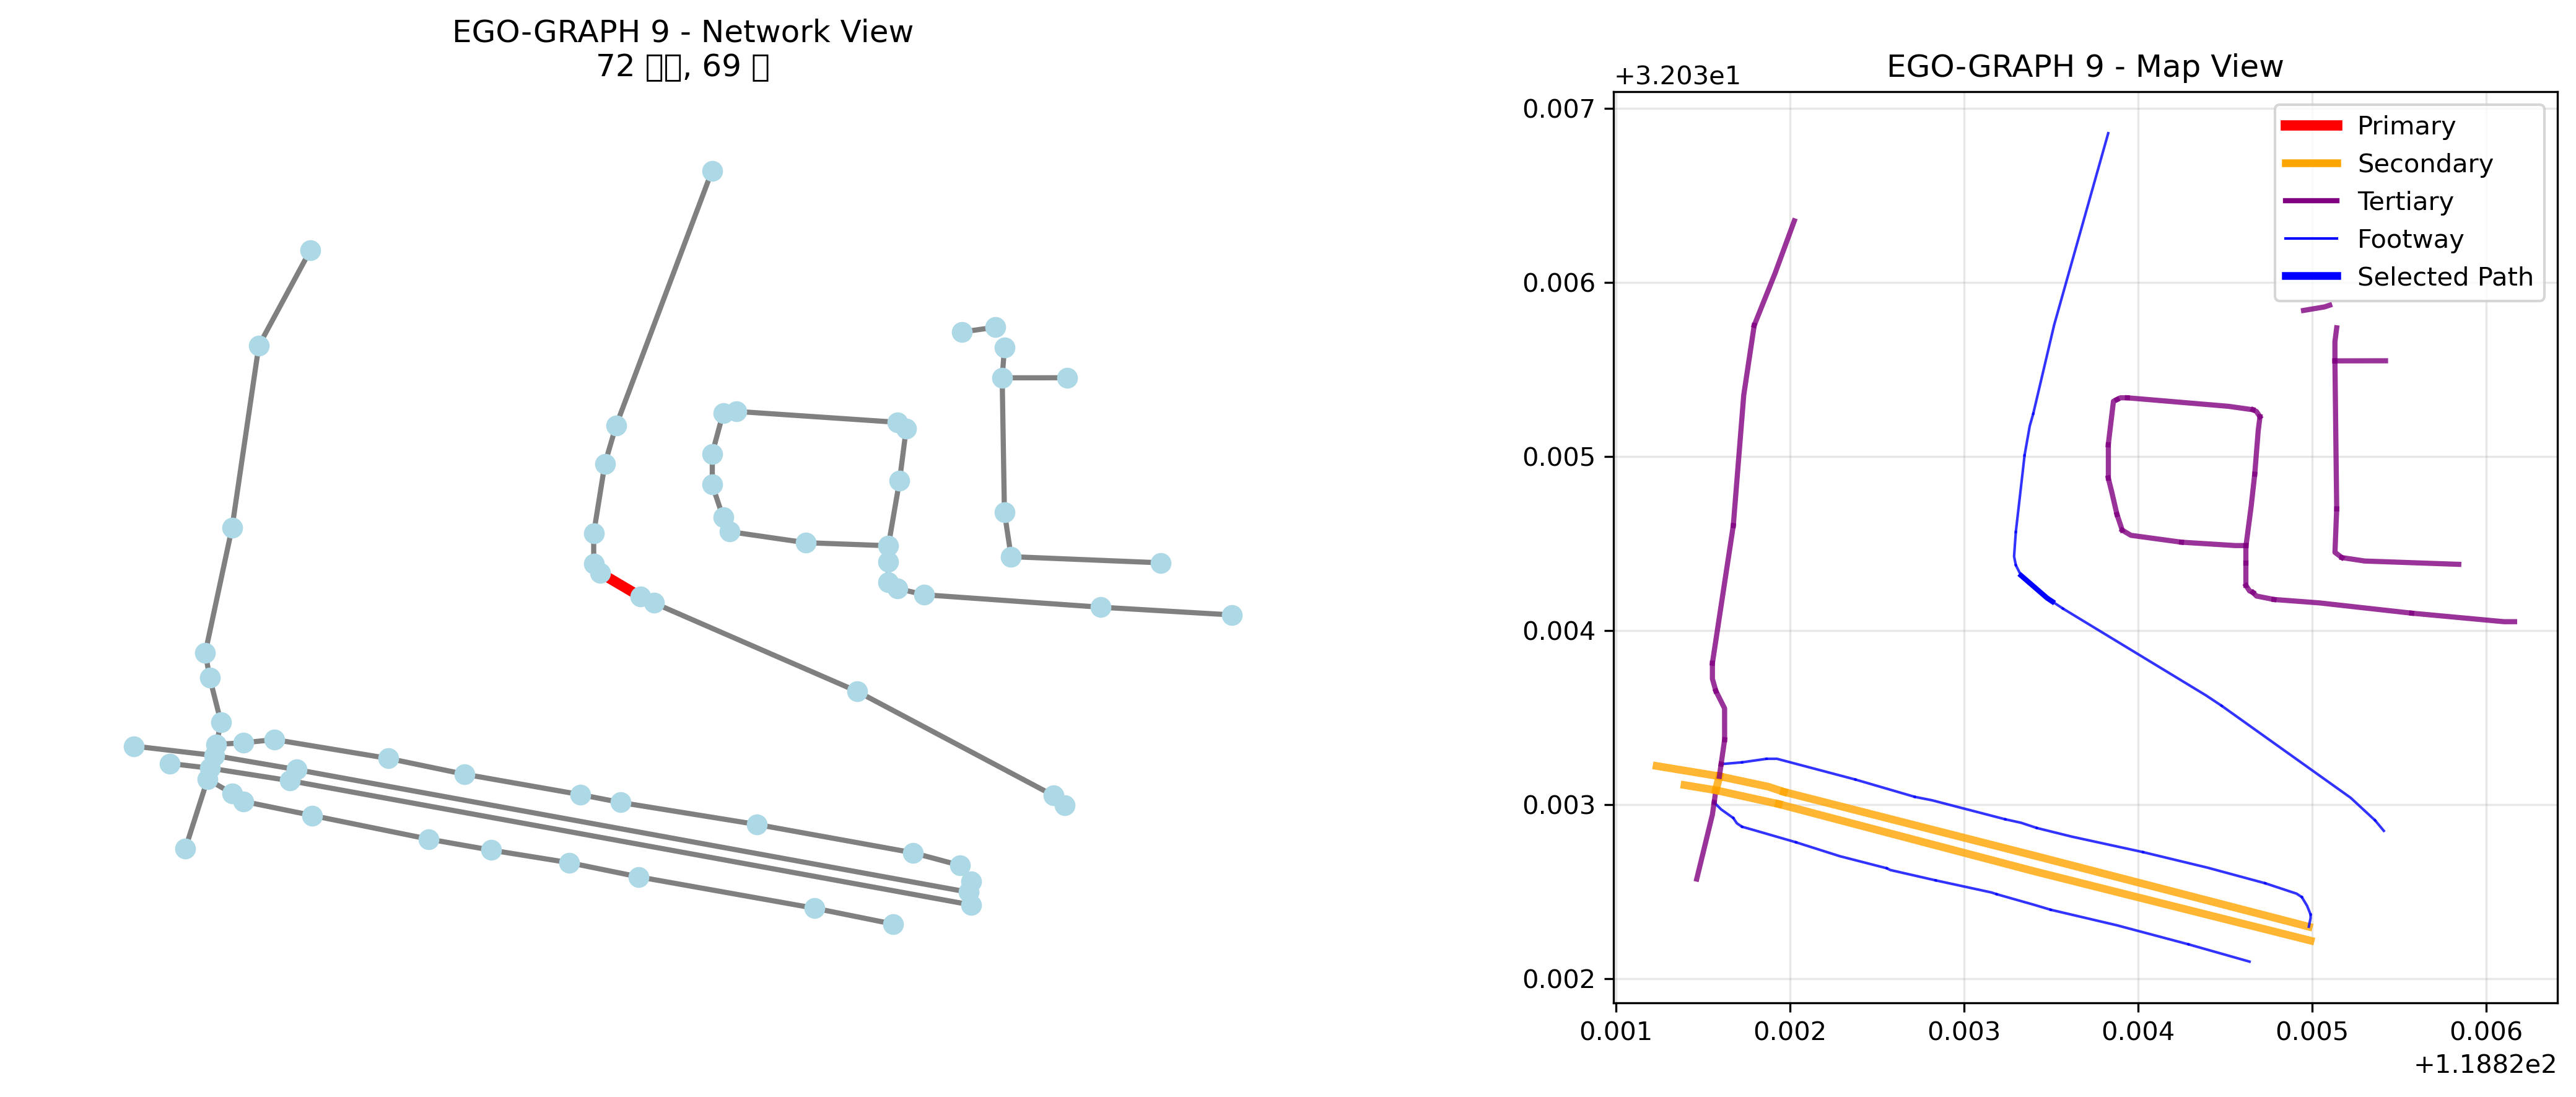 EGO-GRAPH 9 - Network View
72 , 69
EGO-GRAPH 9 - Map View
+3.203e1
0.007
0.006
0.005
0.004
0.003
0.002
Primary
Secondary
Tertiary
Footway
Selected Path
0.001 0.002 0.003 0.004 0.005 0.006
+1.1882e2